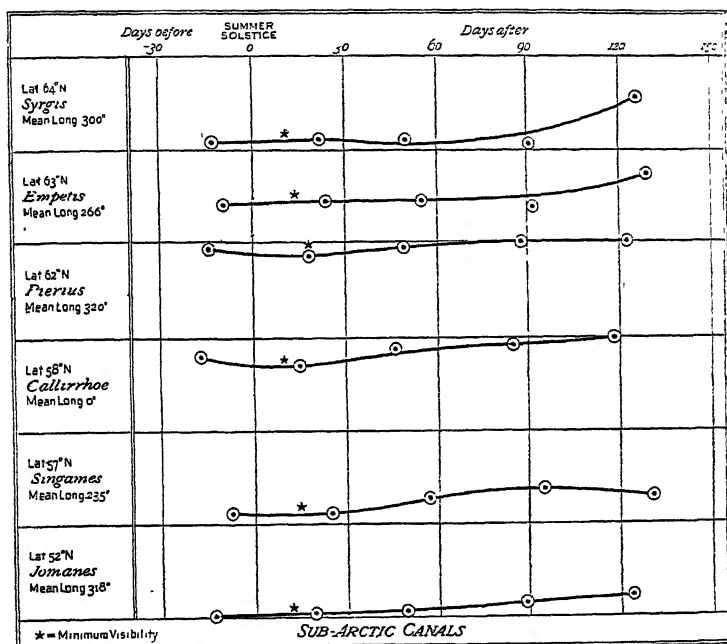 Days oefore
SUMMER
SOLSTICE
Days after
-30
0
30
60
90
120
150
Lat 64°N
Syrgis
Mean Long 300°
Lat 63°N
Empetis
Mean Long 266°
Lat 62°N
Pierius
Mean Long 320°
Lat 58°N
Callirrhoe
Mean Long 0°
Lat 57°N
Singames
Mean Long 235°
Lat 52°N
Jomanes
Mean Long 318°
★ = Minimum Visibility
SUB-ARCTIC CANALS